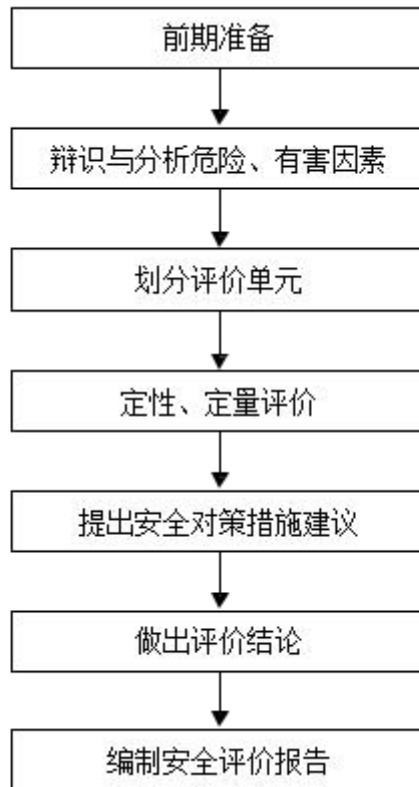 前期准备
辩识与分析危险、有害因素
划分评价单元
定性、定量评价
提出安全对策措施建议
做出评价结论
编制安全评价报告